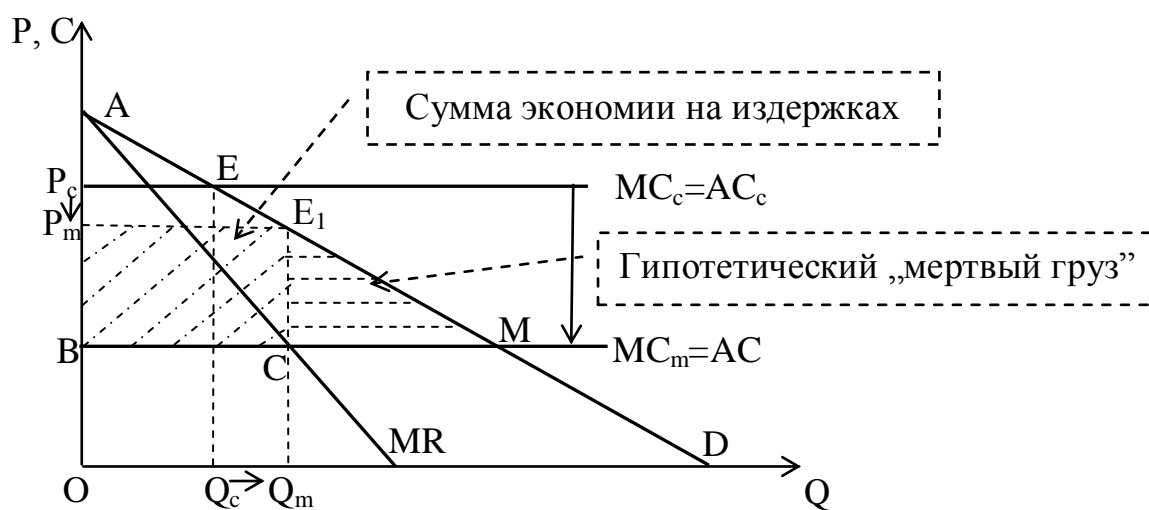 P, C
A
Сумма экономии на издержках
E
P_c
MC_c=AC_c
P_m
E_1
Гипотетический „мертвый груз”
B
C
M
MC_m=AC
MR
D
O
Q_c
Q_m
Q